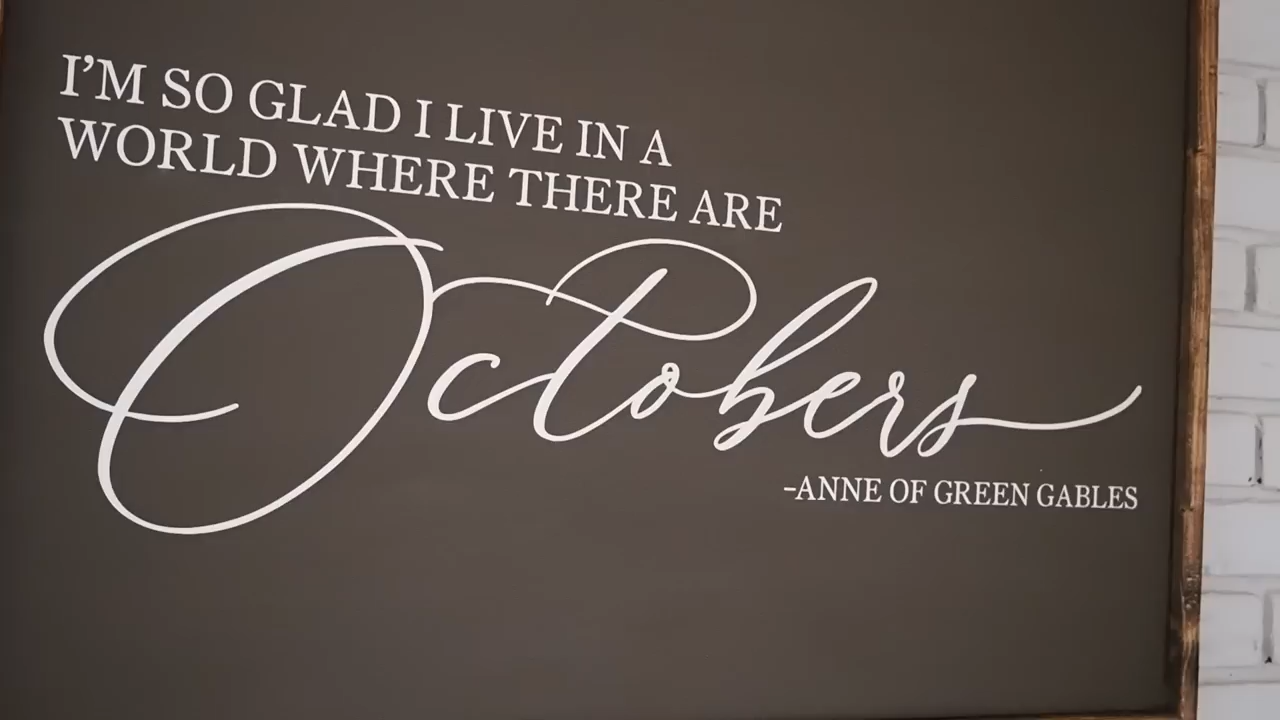 I'M SO GLAD I LIVE IN A
WORLD WHERE THERE ARE
Octobers
-ANNE OF GREEN GABLES